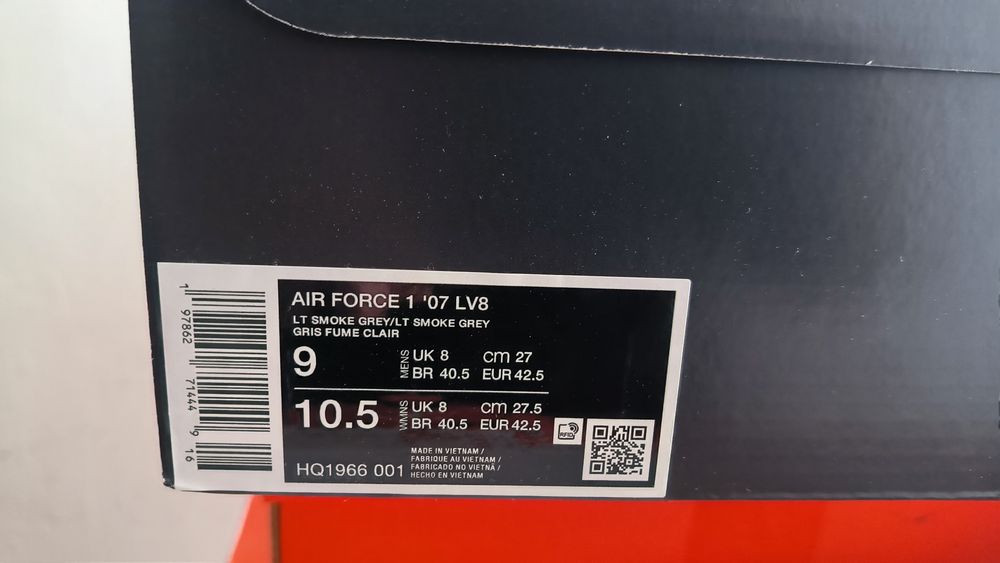 AIR FORCE 1 '07 LV8
LT SMOKE GREY/LT SMOKE GREY
GRIS FUME CLAIR
9 MENS UK 8 cm 27
BR 40.5 EUR 42.5
10.5 WMNS UK 8 cm 27.5
BR 40.5 EUR 42.5
RFID
HQ1966 001
MADE IN VIETNAM /
FABRIQUE AU VIETNAM /
FABRICADO NO VIETNÃ /
HECHO EN VIETNAM
1 97862 71444 9 16